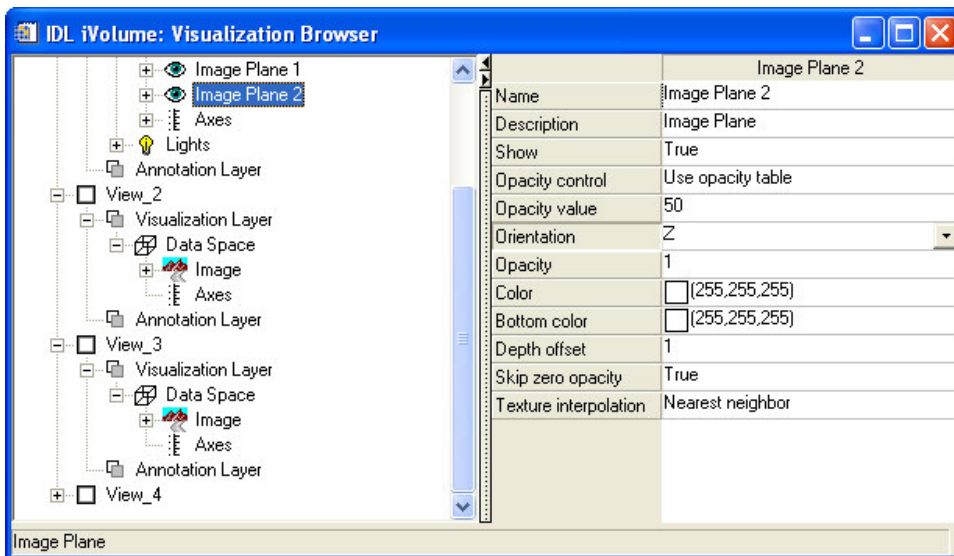 IDL iVolume: Visualization Browser
Image Plane 1
Image Plane 2
Axes
Lights
Annotation Layer
View_2
Visualization Layer
Data Space
Image
Axes
Annotation Layer
View_3
Visualization Layer
Data Space
Image
Axes
Annotation Layer
View_4
Image Plane 2
Name Image Plane 2
Description Image Plane
Show True
Opacity control Use opacity table
Opacity value 50
Orientation Z
Opacity 1
Color (255,255,255)
Bottom color (255,255,255)
Depth offset 1
Skip zero opacity True
Texture interpolation Nearest neighbor
Image Plane